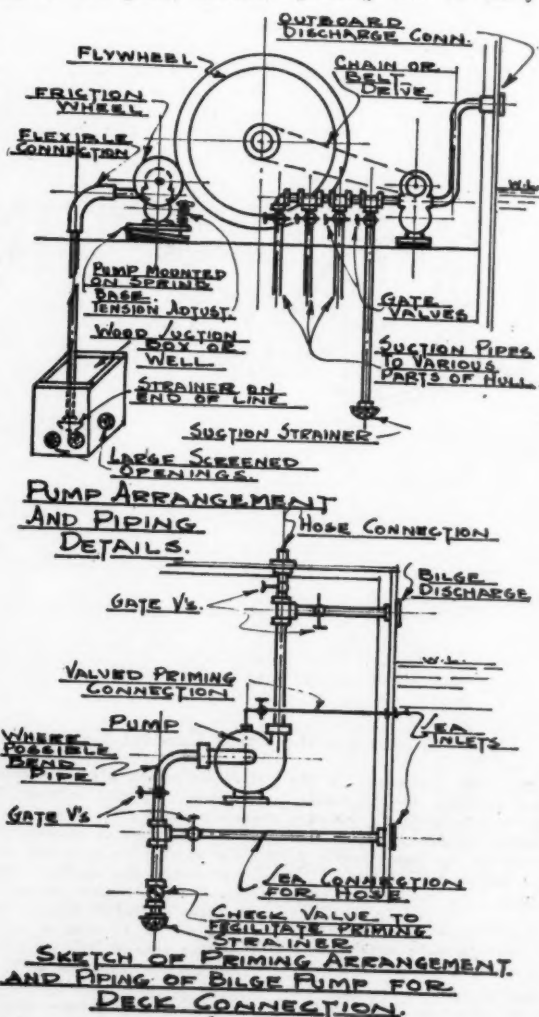 OUTBOARD
DISCHARGE CONN.
FLYWHEEL
CHAIN OR
BELT
DRIVE
FRICTION
WHEEL
FLEXIBLE
CONNECTION
W.L.
PUMP MOUNTED
ON SPRING
BASE.
TENSION ADJUST.
GATE
VALVES
WOOD SUCTION
BOX OR
WELL
SUCTION PIPES
TO VARIOUS
PARTS OF HULL
STRAINER ON
END OF LINE
SUCTION STRAINER
LARGE SCREENED
OPENINGS.
PUMP ARRANGEMENT
AND PIPING
DETAILS.
HOSE CONNECTION
BILGE
DISCHARGE
GATE V's.
W.L.
VALVED PRIMING
CONNECTION
PUMP
SEA
INLETS
WHERE
POSSIBLE
BEND
PIPE
GATE V's
SEA CONNECTION
FOR HOSE
CHECK VALVE TO
FECILITATE PRIMING
STRAINER
SKETCH OF PRIMING ARRANGEMENT
AND PIPING OF BILGE PUMP FOR
DECK CONNECTION.